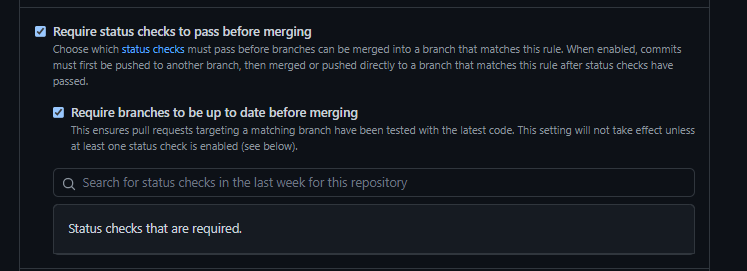 Require status checks to pass before merging
Choose which status checks must pass before branches can be merged into a branch that matches this rule. When enabled, commits
must first be pushed to another branch, then merged or pushed directly to a branch that matches this rule after status checks have
passed.
Require branches to be up to date before merging
This ensures pull requests targeting a matching branch have been tested with the latest code. This setting will not take effect unless
at least one status check is enabled (see below).
Search for status checks in the last week for this repository
Status checks that are required.